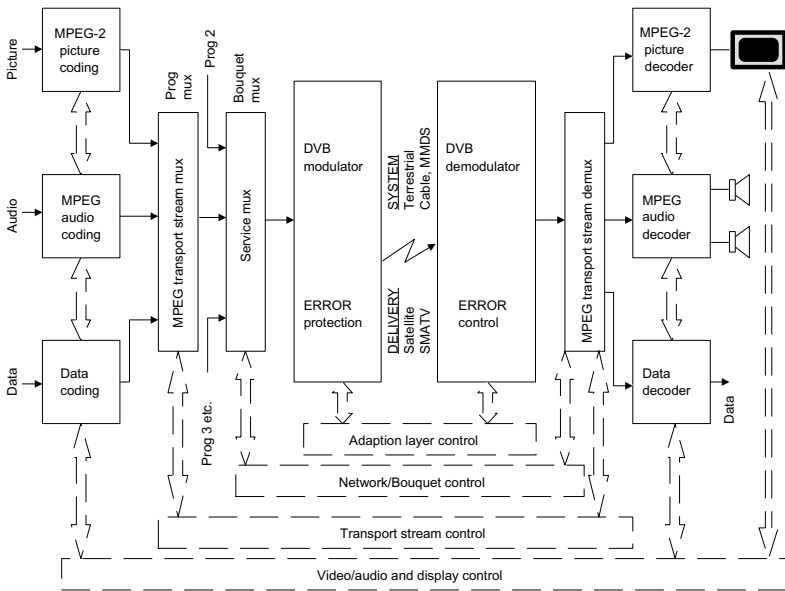 Picture
MPEG-2
picture
coding
Prog
mux
Prog 2
Bouquet
mux
MPEG-2
picture
decoder
Audio
MPEG
audio
coding
MPEG transport stream mux
Service mux
DVB
modulator
ERROR
protection
SYSTEM
Terrestrial
Cable, MMDS
DELIVERY
Satellite
SMATV
DVB
demodulator
ERROR
control
MPEG transport stream demux
MPEG
audio
decoder
Data
Data
coding
Prog 3 etc.
Data
decoder
Data
Adaption layer control
Network/Bouquet control
Transport stream control
Video/audio and display control